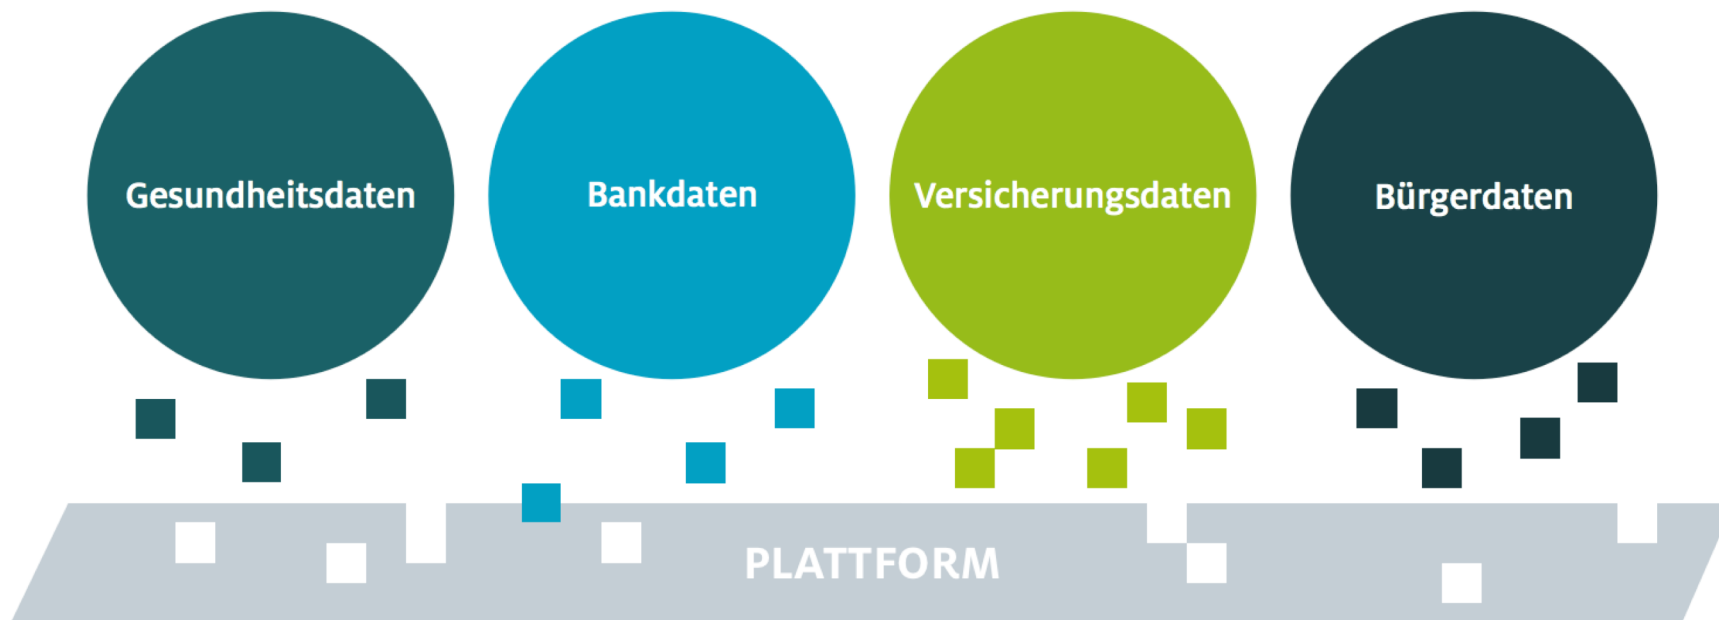 Gesundheitsdaten
Bankdaten
Versicherungsdaten
Bürgerdaten
PLATTFORM